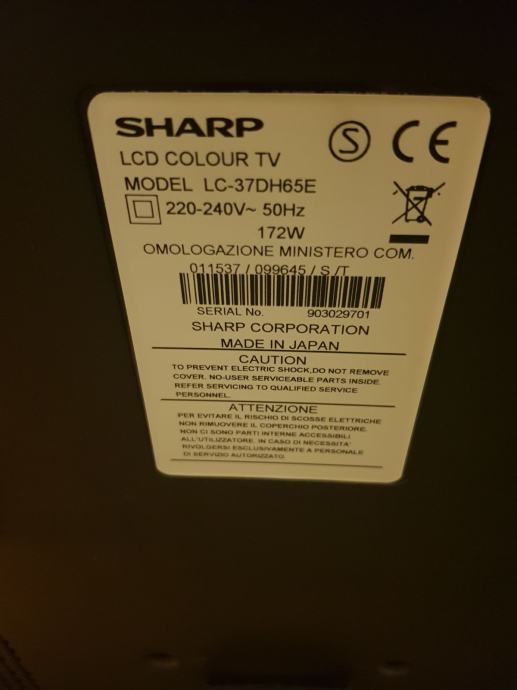 SHARP
S CE
LCD COLOUR TV
MODEL LC-37DH65E
220-240V~ 50Hz
172W
OMOLOGAZIONE MINISTERO COM.
011537 / 099645 / S /T
SERIAL No. 903029701
SHARP CORPORATION
MADE IN JAPAN
CAUTION
TO PREVENT ELECTRIC SHOCK,DO NOT REMOVE
COVER. NO-USER SERVICEABLE PARTS INSIDE.
REFER SERVICING TO QUALIFIED SERVICE
PERSONNEL.
ATTENZIONE
PER EVITARE IL RISCHIO DI SCOSSE ELETTRICHE
NON RIMUOVERE IL COPERCHIO POSTERIORE.
NON CI SONO PARTI INTERNE ACCESSIBILI
ALL'UTILIZZATORE. IN CASO DI NECESSITA'
RIVOLGERSI ESCLUSIVAMENTE A PERSONALE
DI SERVIZIO AUTORIZZATO.